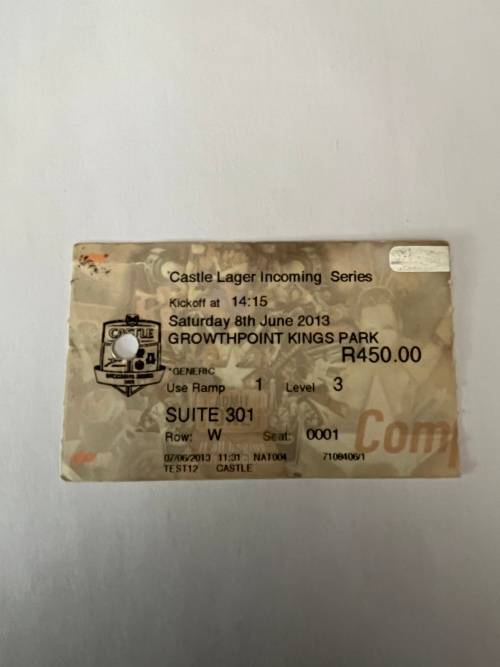 Castle Lager Incoming Series
Kickoff at 14:15
Saturday 8th June 2013
GROWTHPOINT KINGS PARK
R450.00
CASTLE
*GENERIC
Use Ramp 1 Level 3
SUITE 301
Row: W Seat: 0001
Comp
07/06/2013 11:31 NAT004 7108406/1
TEST12 CASTLE